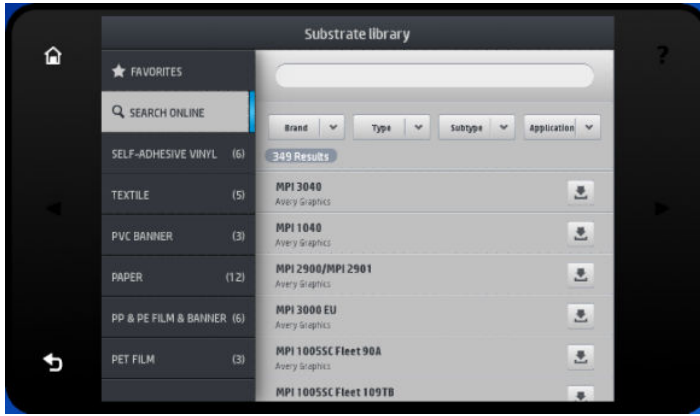 Substrate library
?
FAVORITES
SEARCH ONLINE
SELF-ADHESIVE VINYL (6)
TEXTILE (5)
PVC BANNER (3)
PAPER (12)
PP & PE FILM & BANNER (6)
PET FILM (3)
Brand
Type
Subtype
Application
349 Results
MPI 3040
Avery Graphics
MPI 1040
Avery Graphics
MPI 2900/MPI 2901
Avery Graphics
MPI 3000 EU
Avery Graphics
MPI 1005SC Fleet 90A
Avery Graphics
MPI 1005SC Fleet 109TB